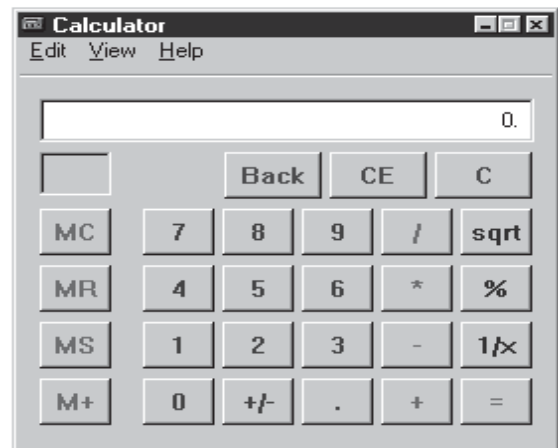 Calculator
Edit View Help
0.
Back CE C
MC 7 8 9 / sqrt
MR 4 5 6 * %
MS 1 2 3 - 1/x
M+ 0 +/- . + =